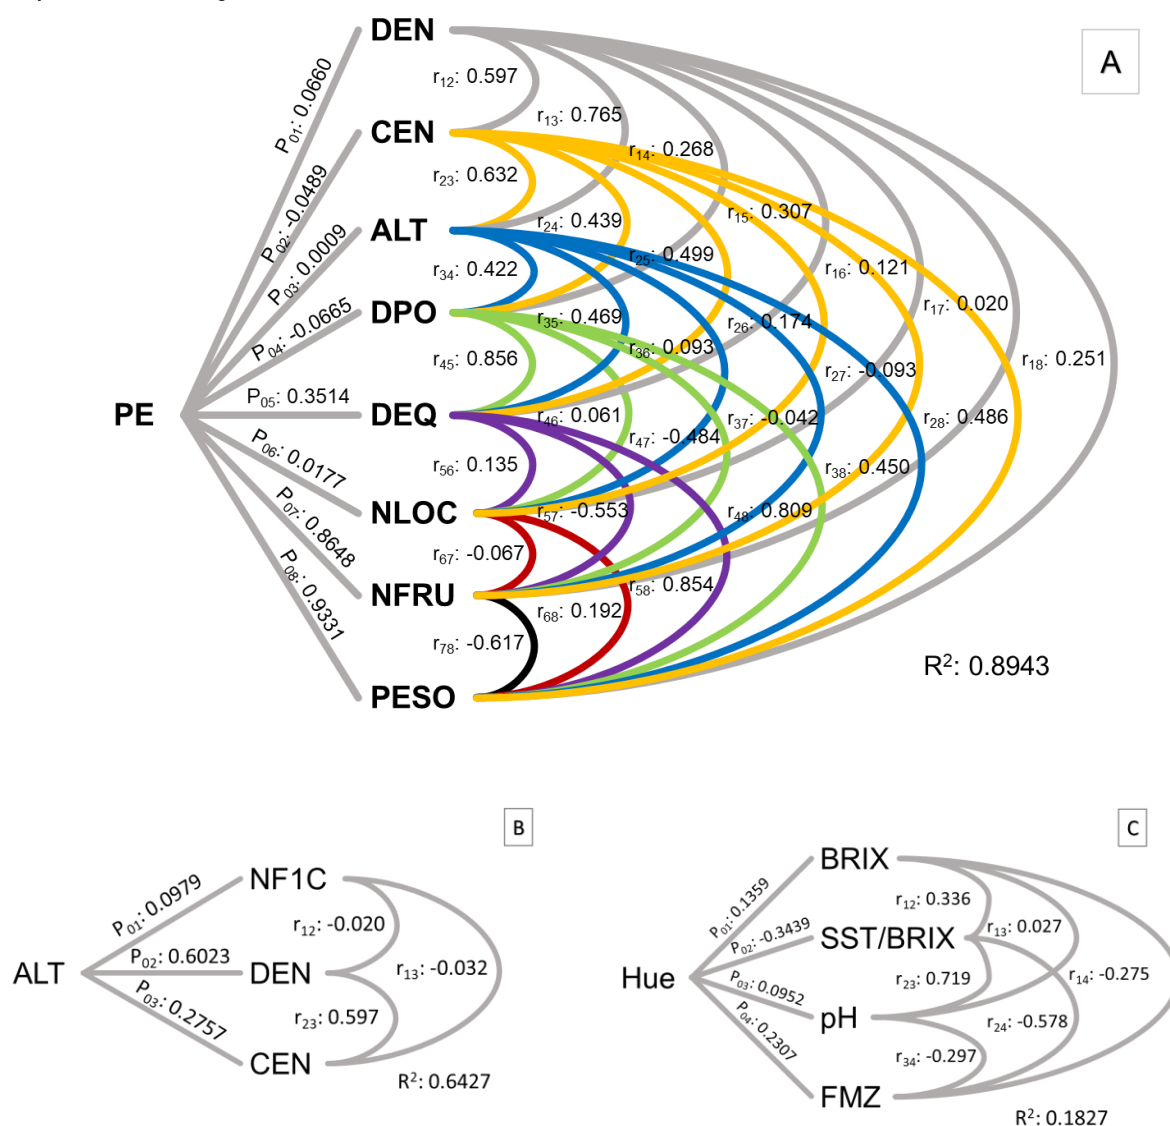 A
DEN
r12: 0.597
P01: 0.0660
r13: 0.765
CEN
r14: 0.268
r23: 0.632
P02: -0.0489
r15: 0.307
r24: 0.439
ALT
r25: 0.499
r16: 0.121
r34: 0.422
P03: 0.0009
r17: 0.020
DPO
r35: 0.469
r26: 0.174
P04: -0.0665
r36: 0.093
r45: 0.856
r18: 0.251
r27: -0.093
P05: 0.3514
PE
DEQ
r46: 0.061
r37: -0.042
r28: 0.486
r47: -0.484
P06: 0.0177
r56: 0.135
r38: 0.450
NLOC
r57: -0.553
r48: 0.809
P07: 0.8648
r67: -0.067
r58: 0.854
NFRU
P08: 0.9331
r68: 0.192
r78: -0.617
R2: 0.8943
PESO
B
NF1C
P01: 0.0979
r12: -0.020
P02: 0.6023
r13: -0.032
ALT
DEN
P03: 0.2757
r23: 0.597
CEN
R2: 0.6427
C
BRIX
P01: 0.1359
r12: 0.336
r13: 0.027
P02: -0.3439
SST/BRIX
r14: -0.275
Hue
P03: 0.0952
r23: 0.719
pH
r24: -0.578
P04: 0.2307
r34: -0.297
FMZ
R2: 0.1827